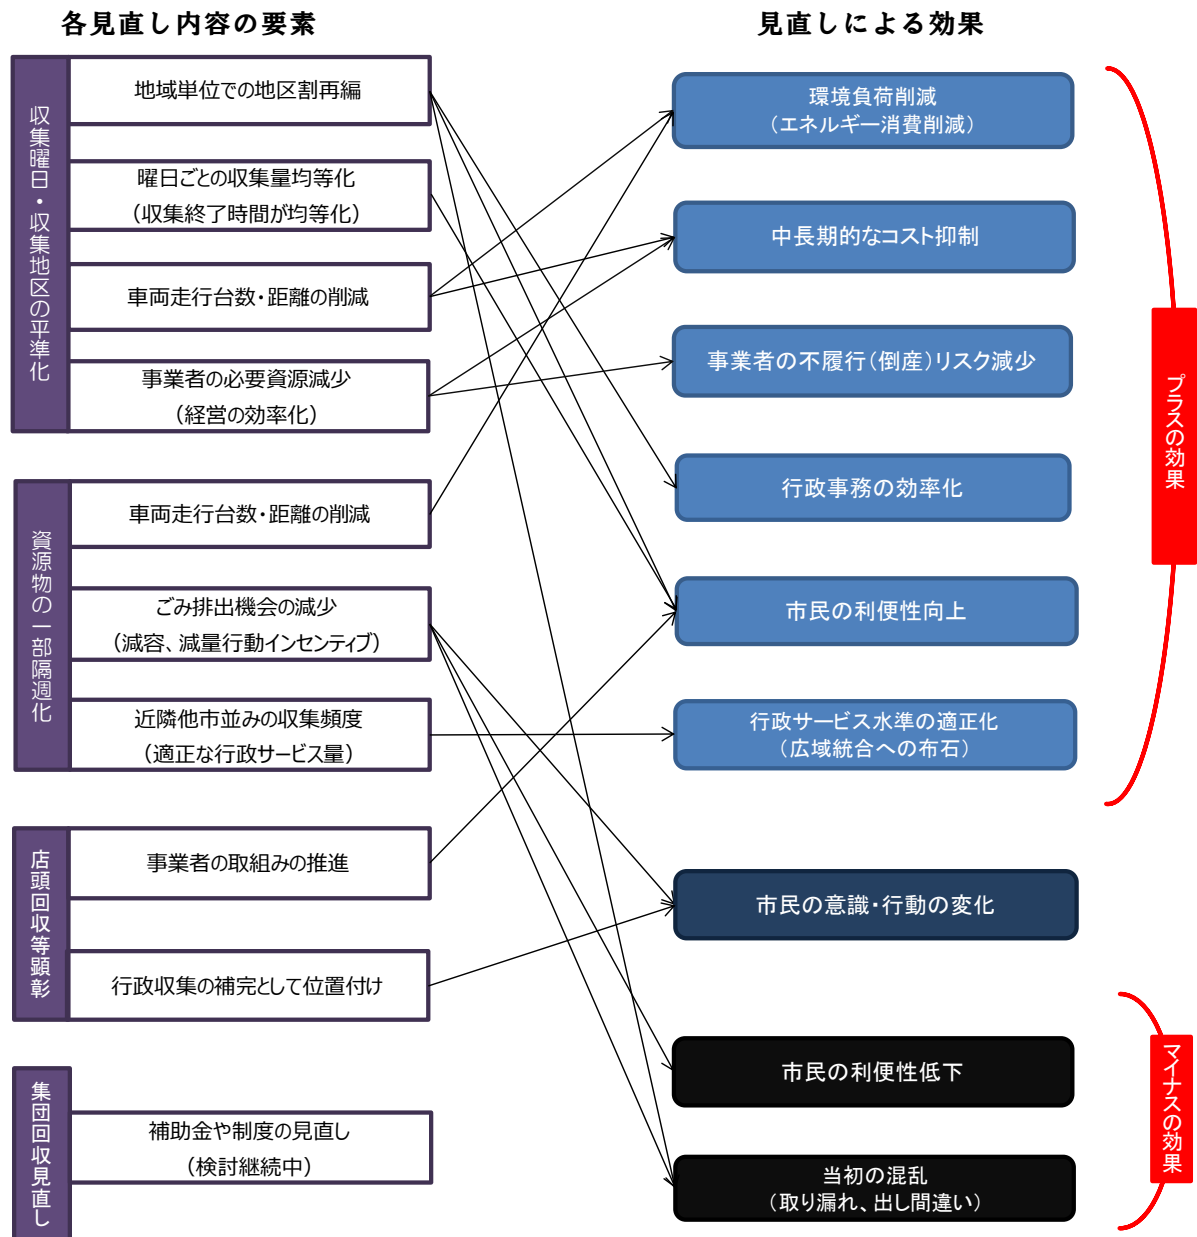 各見直し内容の要素
収集曜日・収集地区の平準化
地域単位での地区割再編
曜日ごとの収集量均等化
（収集終了時間が均等化）
車両走行台数・距離の削減
事業者の必要資源減少
（経営の効率化）
資源物の一部隔週化
車両走行台数・距離の削減
ごみ排出機会の減少
（減容、減量行動インセンティブ）
近隣他市並みの収集頻度
（適正な行政サービス量）
店頭回収等顕彰
事業者の取組みの推進
行政収集の補完として位置付け
集団回収見直し
補助金や制度の見直し
（検討継続中）
見直しによる効果
環境負荷削減
（エネルギー消費削減）
中長期的なコスト抑制
事業者の不履行（倒産）リスク減少
行政事務の効率化
市民の利便性向上
行政サービス水準の適正化
（広域統合への布石）
プラスの効果
市民の意識・行動の変化
市民の利便性低下
当初の混乱
（取り漏れ、出し間違い）
マイナスの効果